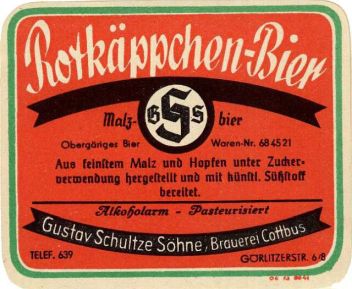 Rotkäppchen-Bier
Malz- GSS bier
Obergäriges Bier Waren-Nr. 684521
Aus feinstem Malz und Hopfen unter Zucker-
verwendung hergestellt und mit künstl. Süßstoff
bereitet.
Alkoholarm - Pasteurisiert
Gustav Schultze Söhne, Brauerei Cottbus
TELEF. 639 GÖRLITZERSTR. 6/8